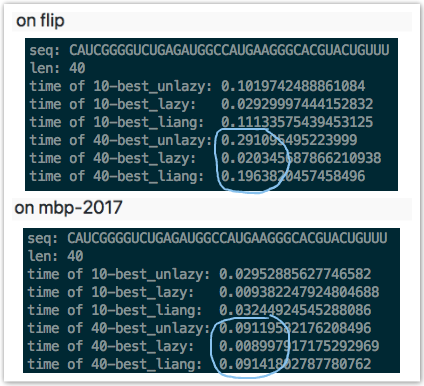 on flip
seq: CAUCGGGGUCUGAGAUGGCCAUGAAGGGCACGUACUGUUU
len: 40
time of 10-best_unlazy: 0.1019742488861084
time of 10-best_lazy: 0.02929997444152832
time of 10-best_liang: 0.11133575439453125
time of 40-best_unlazy: 0.291095495223999
time of 40-best_lazy: 0.020345687866210938
time of 40-best_liang: 0.1963820457458496
on mbp-2017
seq: CAUCGGGGUCUGAGAUGGCCAUGAAGGGCACGUACUGUUU
len: 40
time of 10-best_unlazy: 0.02952885627746582
time of 10-best_lazy: 0.009382247924804688
time of 10-best_liang: 0.03244924545288086
time of 40-best_unlazy: 0.09119582176208496
time of 40-best_lazy: 0.008997917175292969
time of 40-best_liang: 0.09141802787780762